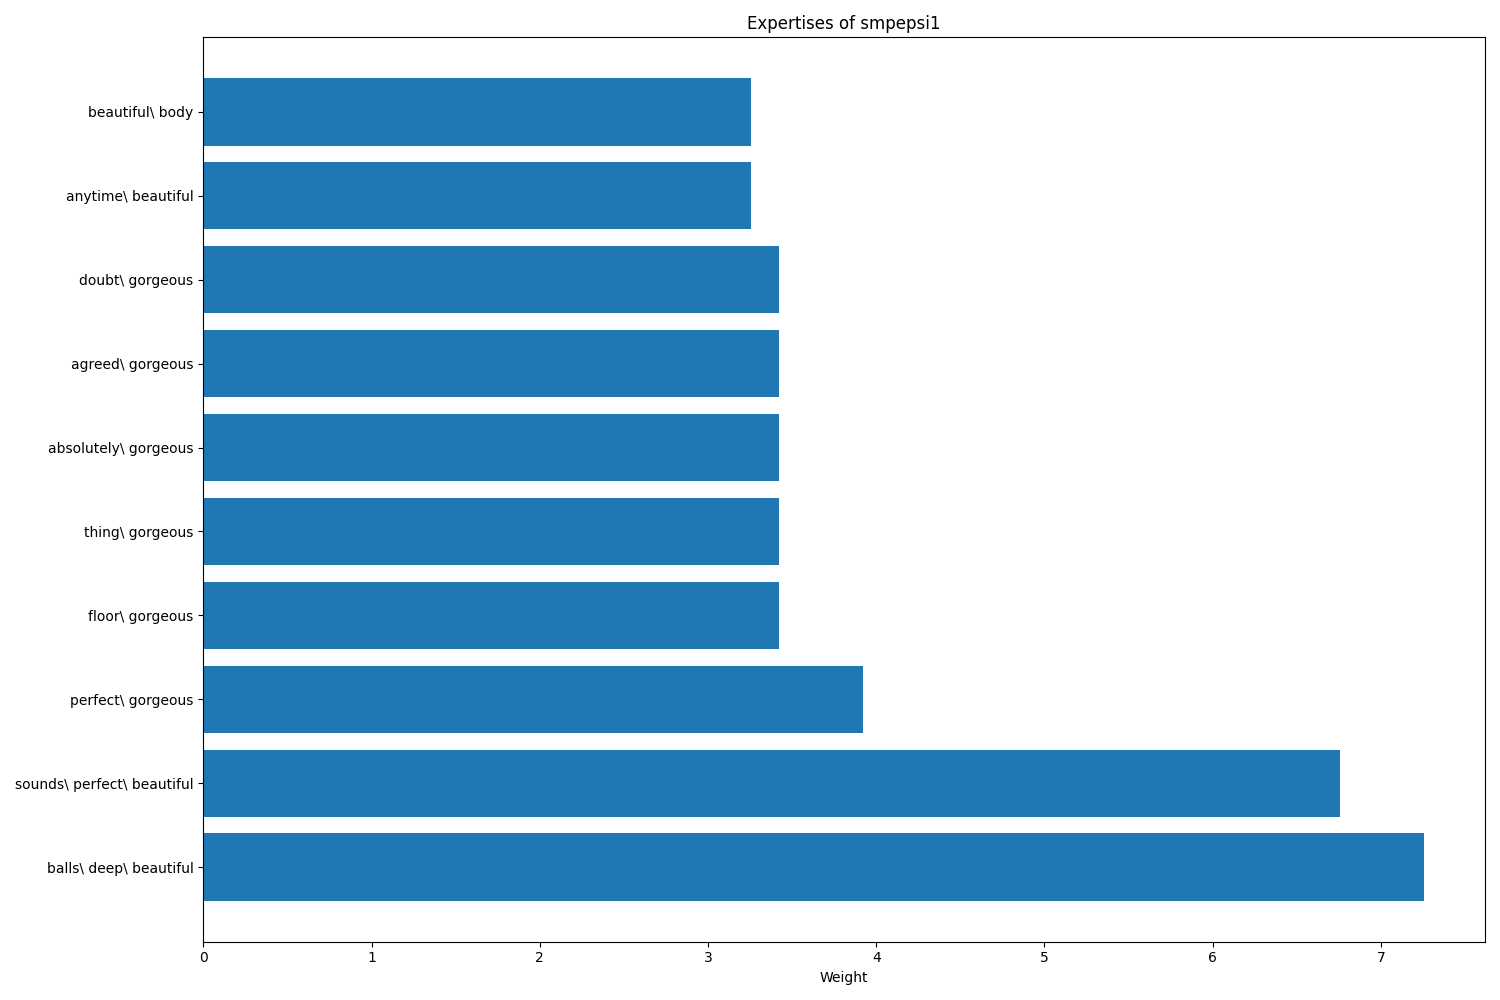 Expertises of smpepsi1
beautiful\ body
anytime\ beautiful
doubt\ gorgeous
agreed\ gorgeous
absolutely\ gorgeous
thing\ gorgeous
floor\ gorgeous
perfect\ gorgeous
sounds\ perfect\ beautiful
balls\ deep\ beautiful
0 1 2 3 4 5 6 7
Weight